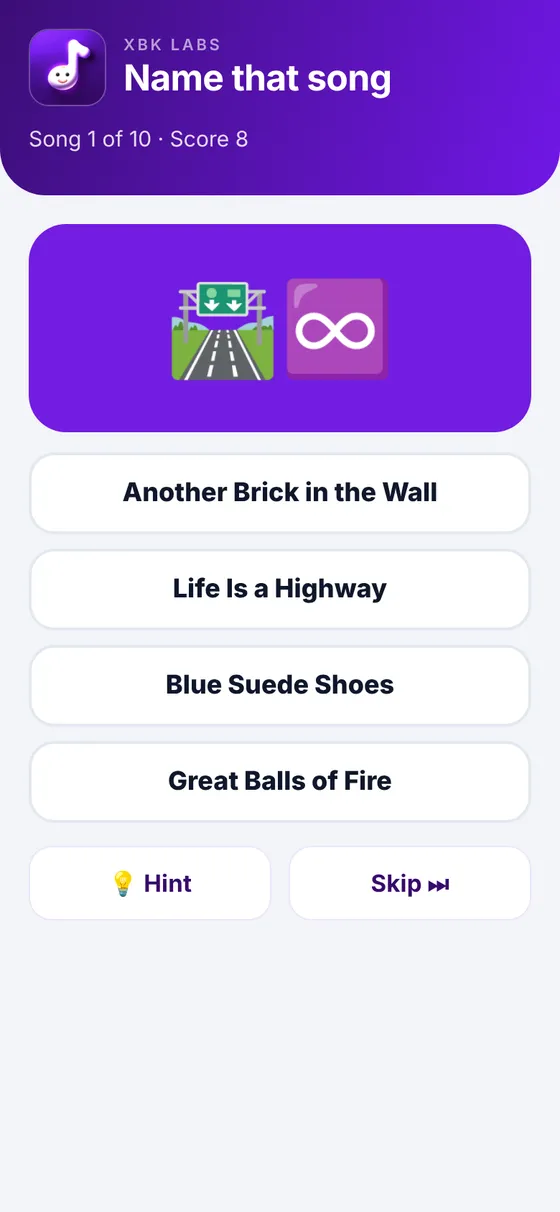 XBK LABS
Name that song
Song 1 of 10 · Score 8
Another Brick in the Wall
Life Is a Highway
Blue Suede Shoes
Great Balls of Fire
💡 Hint
Skip ⏭